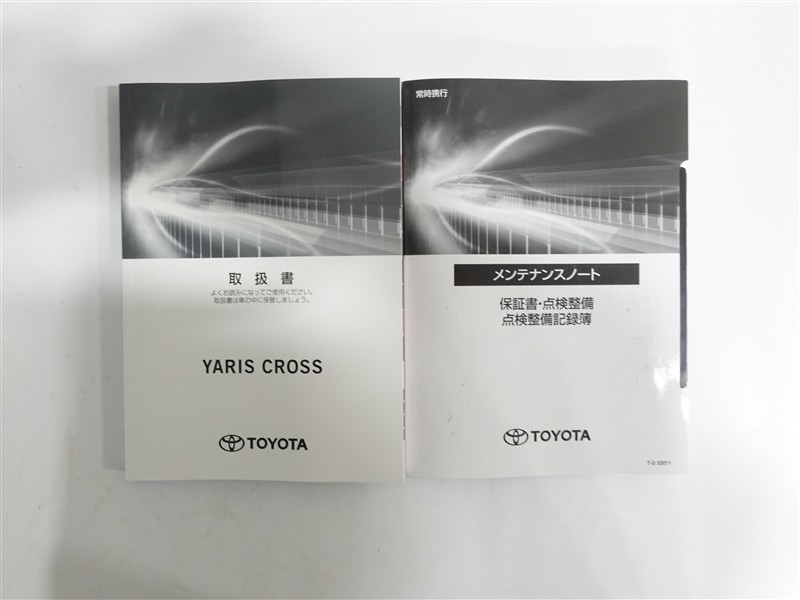 取扱書
よくお読みになってご使用ください。
取扱書は車の中に保管しましょう。
YARIS CROSS
TOYOTA
常時携行
メンテナンスノート
保証書・点検整備
点検整備記録簿
TOYOTA